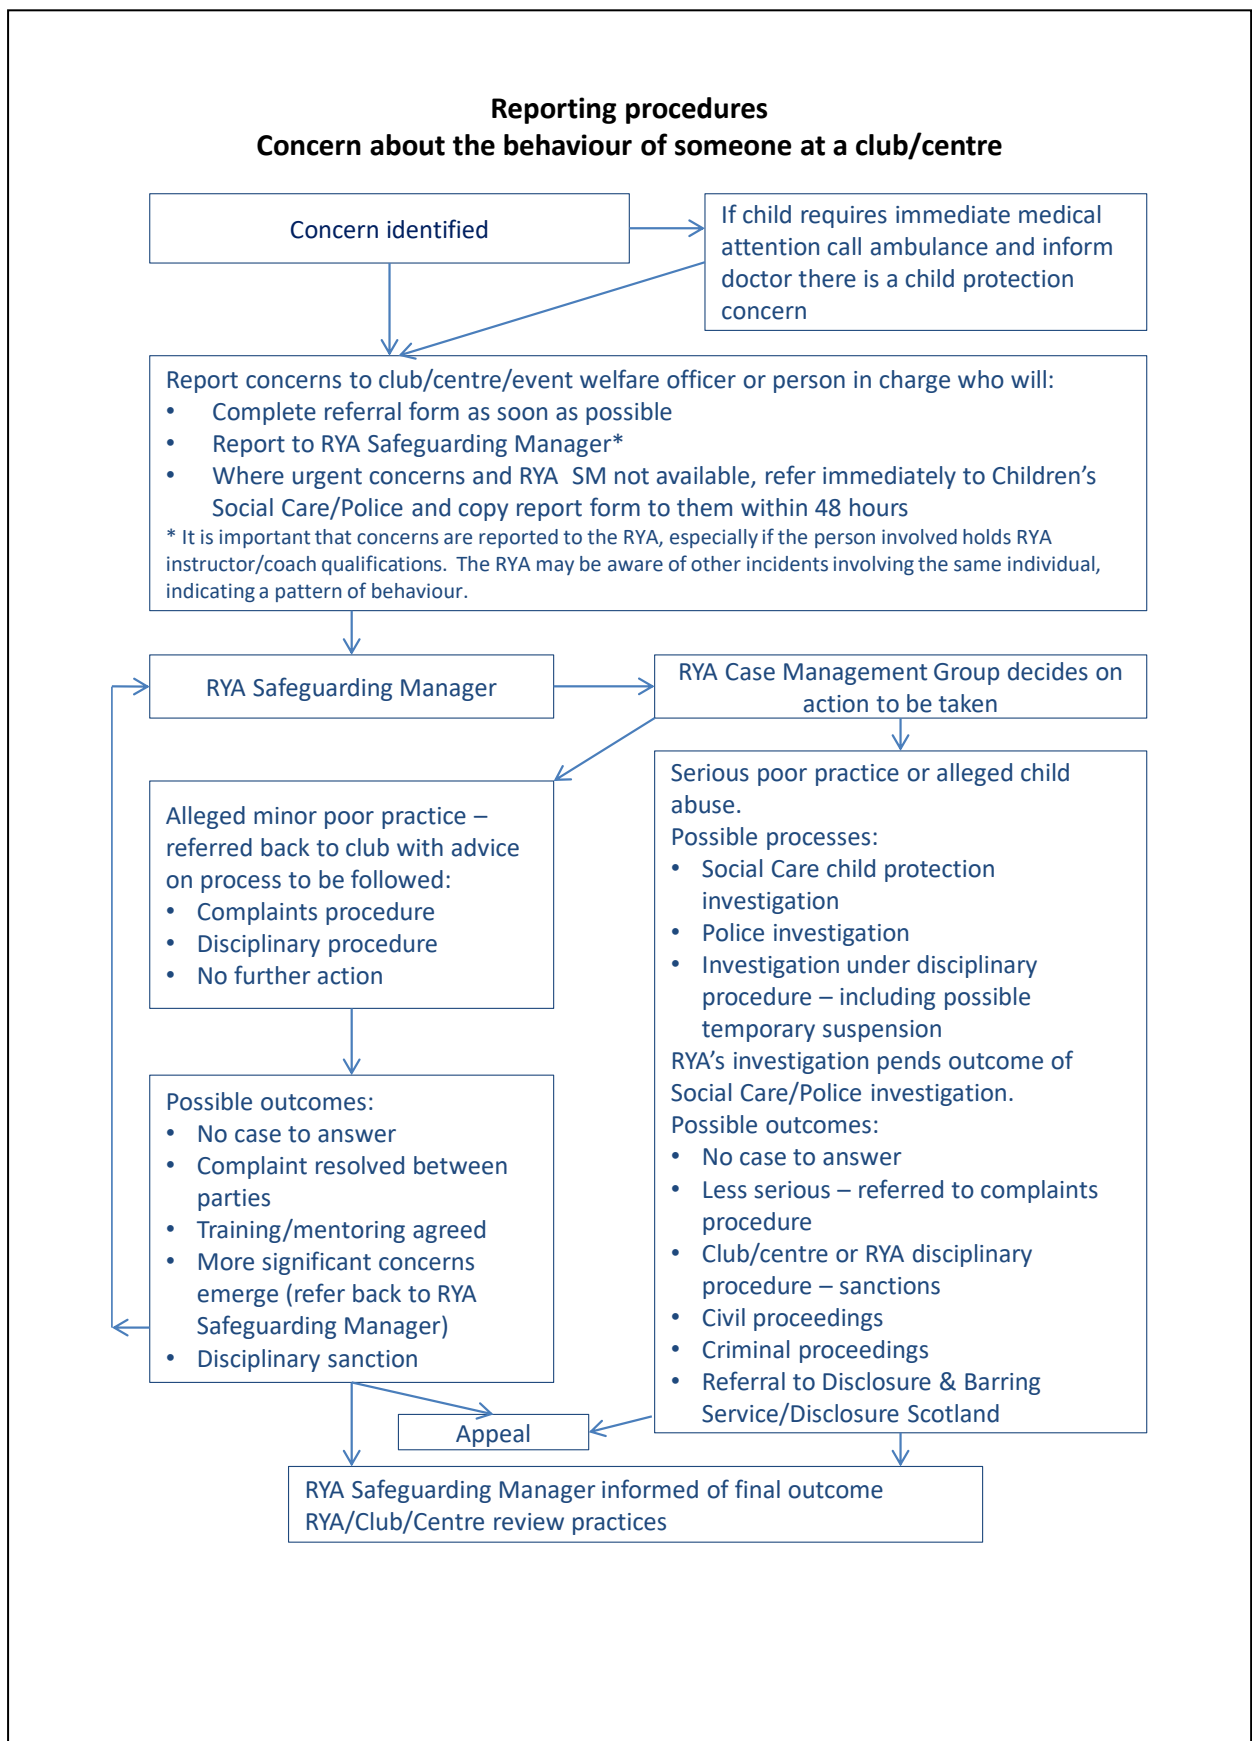 Reporting procedures
Concern about the behaviour of someone at a club/centre
Concern identified
If child requires immediate medical
attention call ambulance and inform
doctor there is a child protection
concern
Report concerns to club/centre/event welfare officer or person in charge who will:
• Complete referral form as soon as possible
• Report to RYA Safeguarding Manager*
• Where urgent concerns and RYA SM not available, refer immediately to Children's
Social Care/Police and copy report form to them within 48 hours
* It is important that concerns are reported to the RYA, especially if the person involved holds RYA
instructor/coach qualifications. The RYA may be aware of other incidents involving the same individual,
indicating a pattern of behaviour.
RYA Safeguarding Manager
RYA Case Management Group decides on
action to be taken
Alleged minor poor practice –
referred back to club with advice
on process to be followed:
• Complaints procedure
• Disciplinary procedure
• No further action
Possible outcomes:
• No case to answer
• Complaint resolved between
parties
• Training/mentoring agreed
• More significant concerns
emerge (refer back to RYA
Safeguarding Manager)
• Disciplinary sanction
Serious poor practice or alleged child
abuse.
Possible processes:
• Social Care child protection
investigation
• Police investigation
• Investigation under disciplinary
procedure – including possible
temporary suspension
RYA's investigation pends outcome of
Social Care/Police investigation.
Possible outcomes:
• No case to answer
• Less serious – referred to complaints
procedure
• Club/centre or RYA disciplinary
procedure – sanctions
• Civil proceedings
• Criminal proceedings
• Referral to Disclosure & Barring
Service/Disclosure Scotland
Appeal
RYA Safeguarding Manager informed of final outcome
RYA/Club/Centre review practices